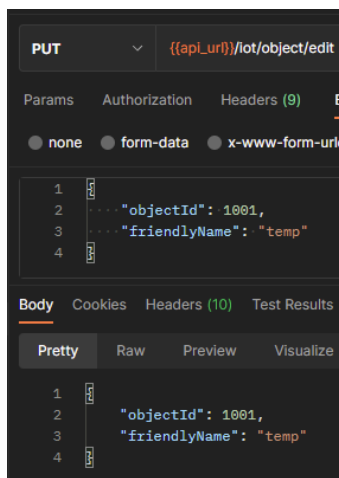 PUT {{api_url}}/iot/object/edit
Params Authorization Headers (9)
none form-data x-www-form-url
1 {
2 ····"objectId":·1001,
3 ····"friendlyName":·"temp"
4 }
Body Cookies Headers (10) Test Results
Pretty Raw Preview Visualize
1 {
2 "objectId": 1001,
3 "friendlyName": "temp"
4 }